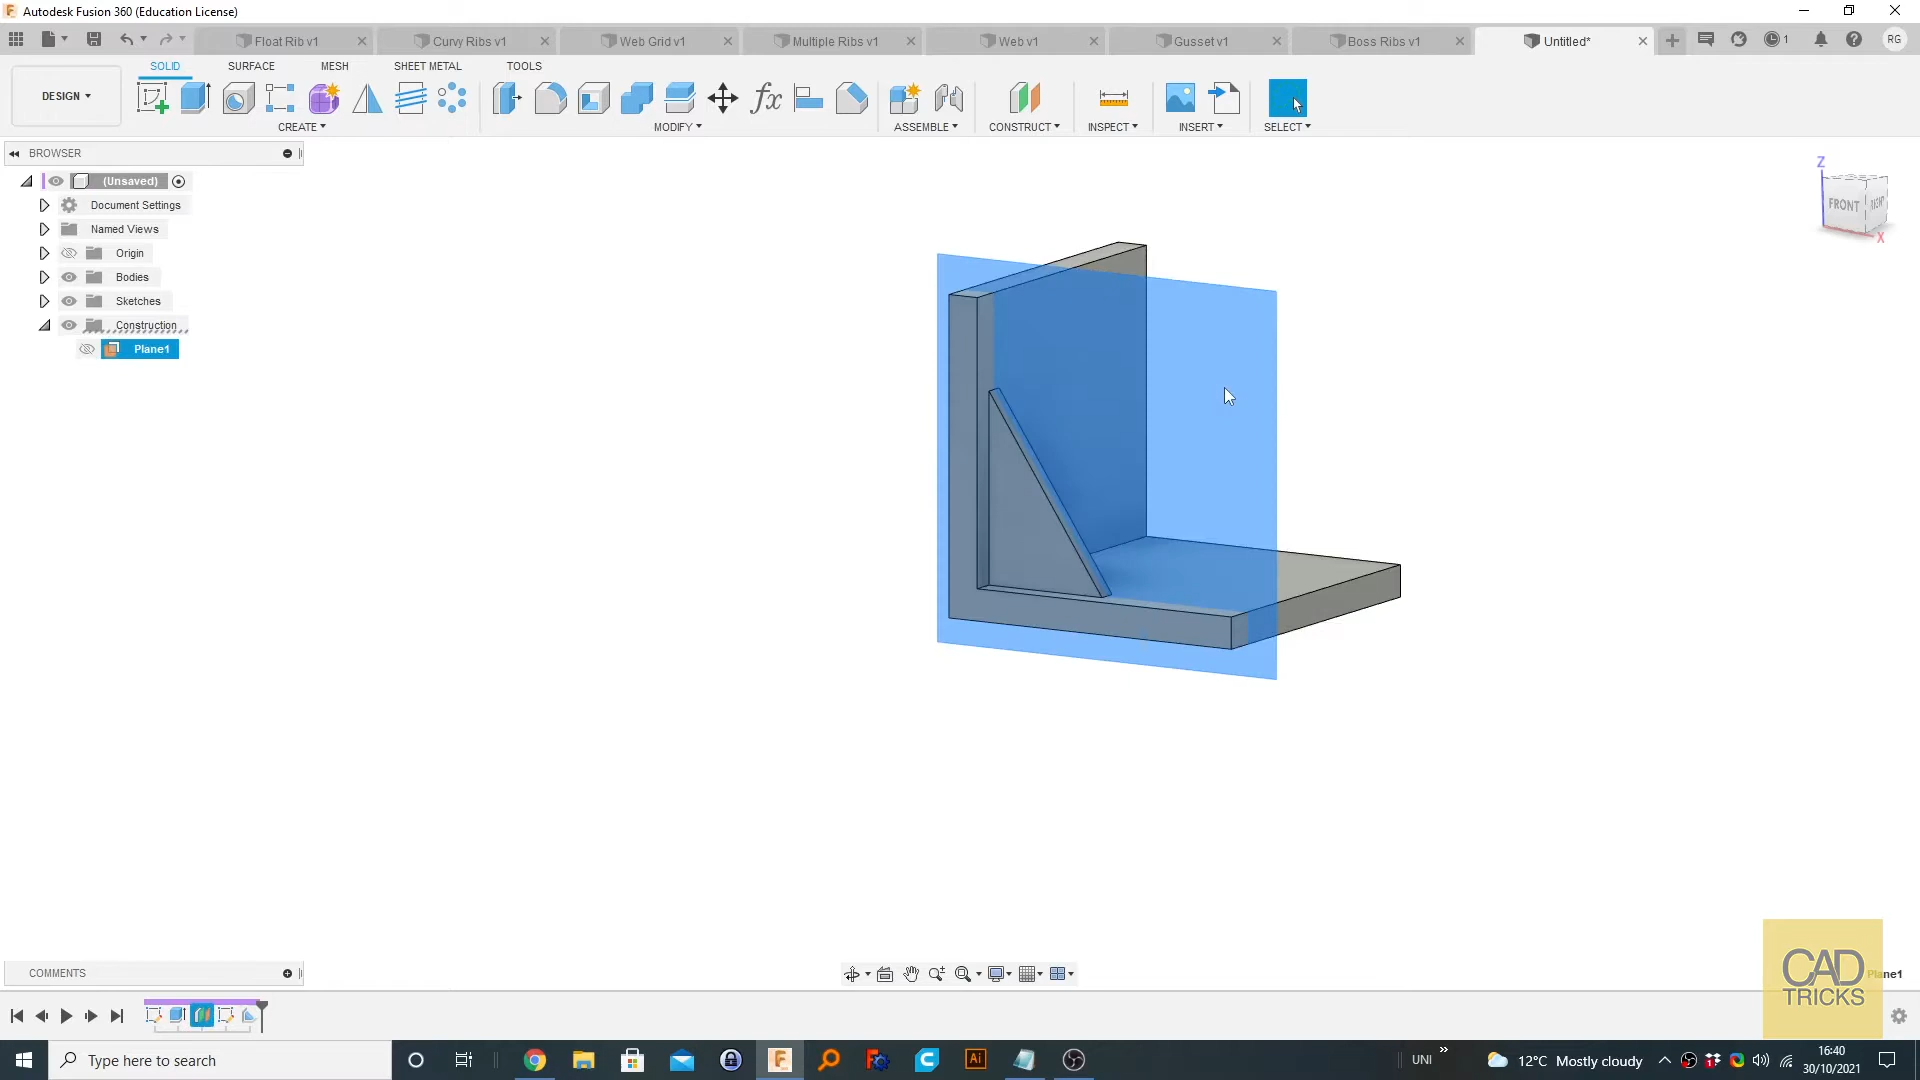 Autodesk Fusion 360 (Education License)
Float Rib v1
Curvy Ribs v1
Web Grid v1
Multiple Ribs v1
Web v1
Gusset v1
Boss Ribs v1
Untitled*
1
RG
DESIGN
SOLID
SURFACE
MESH
SHEET METAL
TOOLS
CREATE
MODIFY
ASSEMBLE
CONSTRUCT
INSPECT
INSERT
SELECT
BROWSER
(Unsaved)
Document Settings
Named Views
Origin
Bodies
Sketches
Construction
Plane1
Z
FRONT
RIGHT
X
COMMENTS
CAD
TRICKS
Plane1
Type here to search
UNI
12°C Mostly cloudy
16:40
30/10/2021